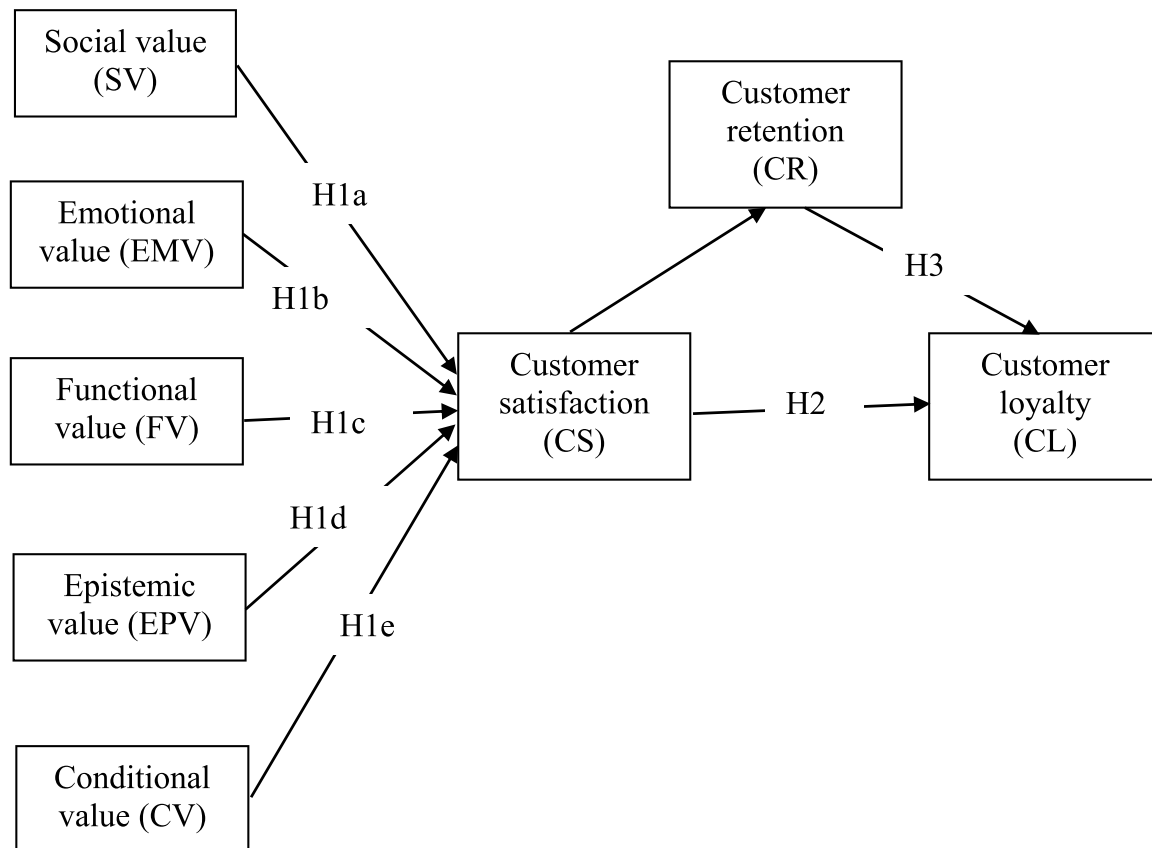 Social value
(SV)
Customer
retention
(CR)
H1a
Emotional
value (EMV)
H3
H1b
Functional
value (FV)
H1c
Customer
satisfaction
(CS)
H2
Customer
loyalty
(CL)
H1d
Epistemic
value (EPV)
H1e
Conditional
value (CV)